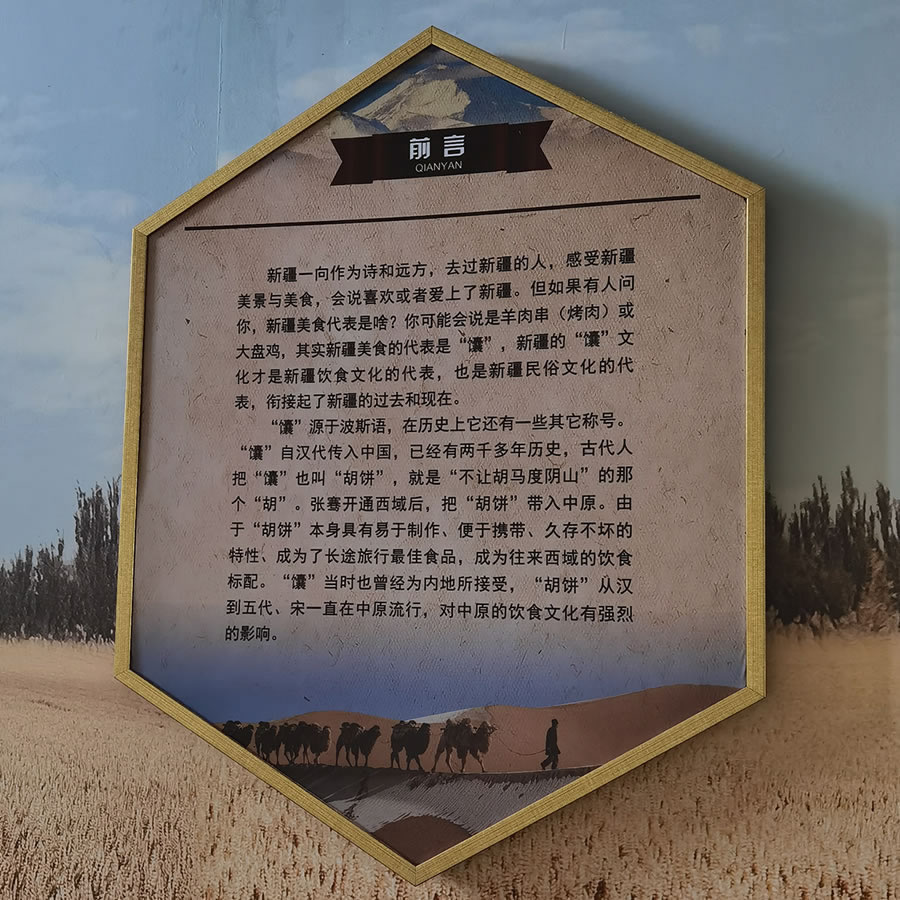 前言
QIANYAN
新疆一向作为诗和远方，去过新疆的人，感受新疆
美景与美食，会说喜欢或者爱上了新疆。但如果有人问
你，新疆美食代表是啥？你可能会说是羊肉串（烤肉）或
大盘鸡，其实新疆美食的代表是“馕”，新疆的“馕”文
化才是新疆饮食文化的代表，也是新疆民俗文化的代
表，衔接起了新疆的过去和现在。
“馕”源于波斯语，在历史上它还有一些其它称号。
“馕”自汉代传入中国，已经有两千多年历史，古代人
把“馕”也叫“胡饼”，就是“不让胡马度阴山”的那
个“胡”。张骞开通西域后，把“胡饼”带入中原。由
于“胡饼”本身具有易于制作、便于携带、久存不坏的
特性、成为了长途旅行最佳食品，成为往来西域的饮食
标配。“馕”当时也曾经为内地所接受，“胡饼”从汉
到五代、宋一直在中原流行，对中原的饮食文化有强烈
的影响。